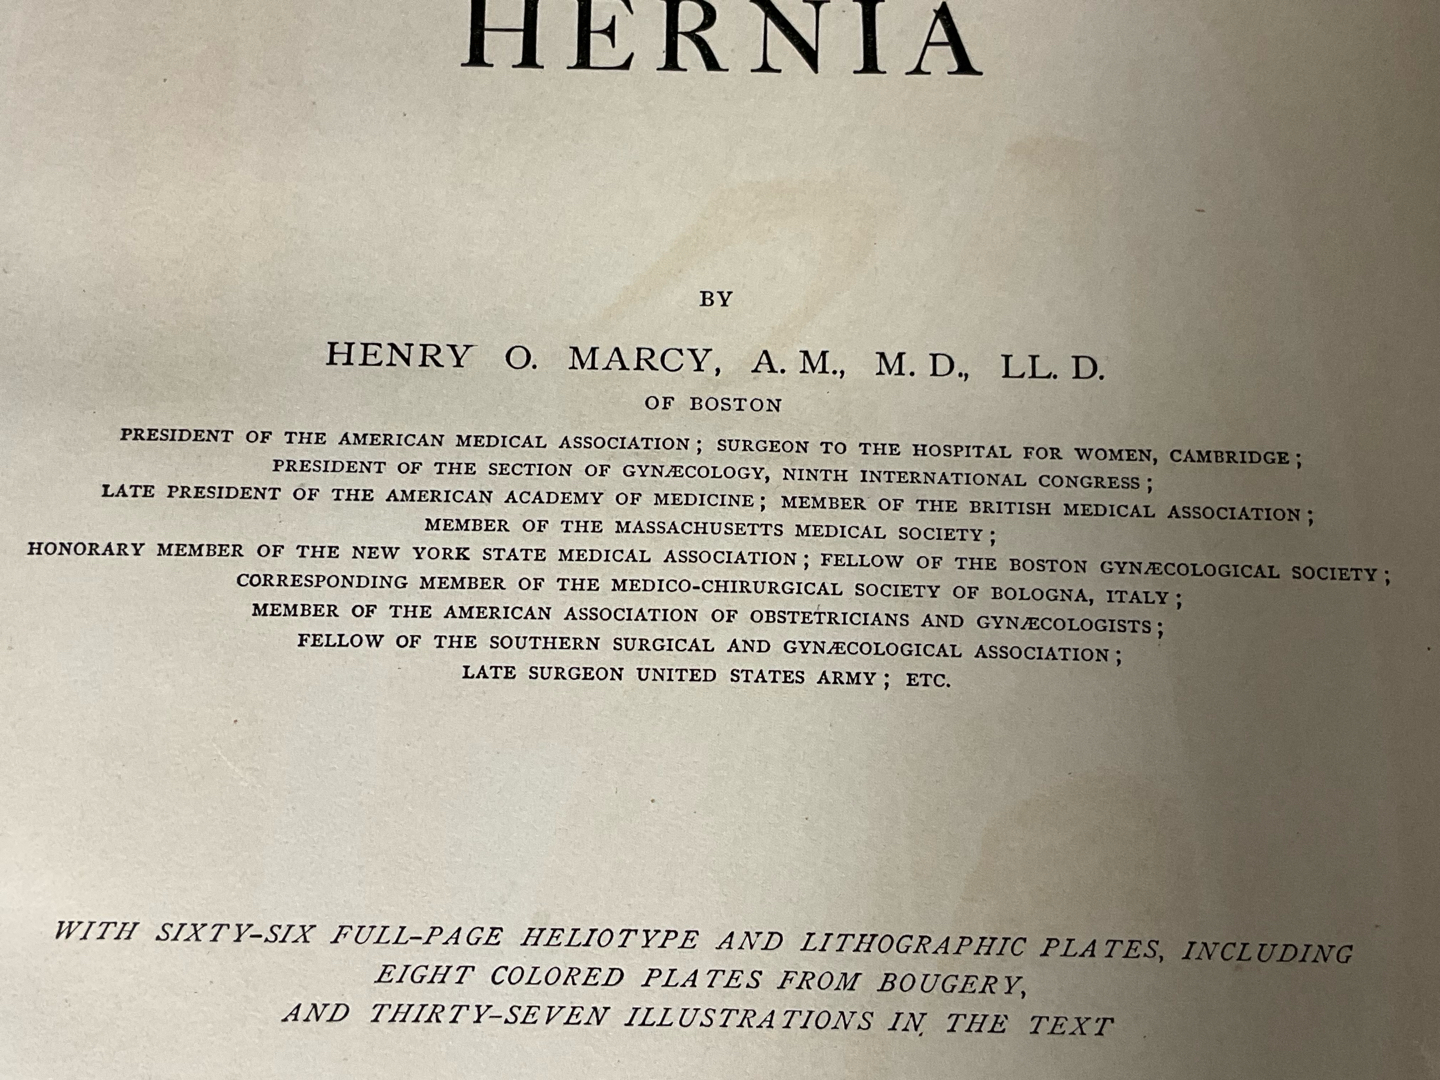 HERNIA
BY
HENRY O. MARCY, A. M., M. D., LL. D.
OF BOSTON
PRESIDENT OF THE AMERICAN MEDICAL ASSOCIATION; SURGEON TO THE HOSPITAL FOR WOMEN, CAMBRIDGE;
PRESIDENT OF THE SECTION OF GYNÆCOLOGY, NINTH INTERNATIONAL CONGRESS;
LATE PRESIDENT OF THE AMERICAN ACADEMY OF MEDICINE; MEMBER OF THE BRITISH MEDICAL ASSOCIATION;
MEMBER OF THE MASSACHUSETTS MEDICAL SOCIETY;
HONORARY MEMBER OF THE NEW YORK STATE MEDICAL ASSOCIATION; FELLOW OF THE BOSTON GYNÆCOLOGICAL SOCIETY;
CORRESPONDING MEMBER OF THE MEDICO-CHIRURGICAL SOCIETY OF BOLOGNA, ITALY;
MEMBER OF THE AMERICAN ASSOCIATION OF OBSTETRICIANS AND GYNÆCOLOGISTS;
FELLOW OF THE SOUTHERN SURGICAL AND GYNÆCOLOGICAL ASSOCIATION;
LATE SURGEON UNITED STATES ARMY; ETC.
WITH SIXTY-SIX FULL-PAGE HELIOTYPE AND LITHOGRAPHIC PLATES, INCLUDING
EIGHT COLORED PLATES FROM BOUGERY,
AND THIRTY-SEVEN ILLUSTRATIONS IN THE TEXT